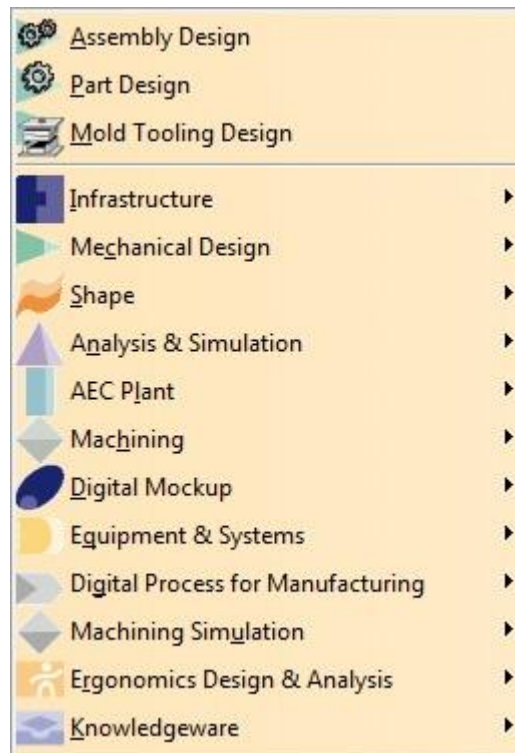 Assembly Design
Part Design
Mold Tooling Design
Infrastructure
Mechanical Design
Shape
Analysis & Simulation
AEC Plant
Machining
Digital Mockup
Equipment & Systems
Digital Process for Manufacturing
Machining Simulation
Ergonomics Design & Analysis
Knowledgeware